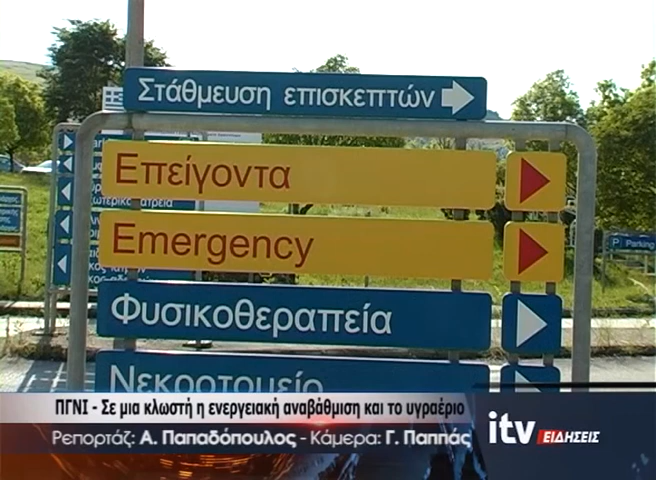 Στάθμευση επισκεπτών
Επείγοντα
Emergency
Φυσικοθεραπεία
Νεκροτομείο
P Parking
ΠΓΝΙ - Σε μια κλωστή η ενεργειακή αναβάθμιση και το υγραέριο
Ρεπορτάζ: Α. Παπαδόπουλος - Κάμερα: Γ. Παππάς
itv ΕΙΔΗΣΕΙΣ